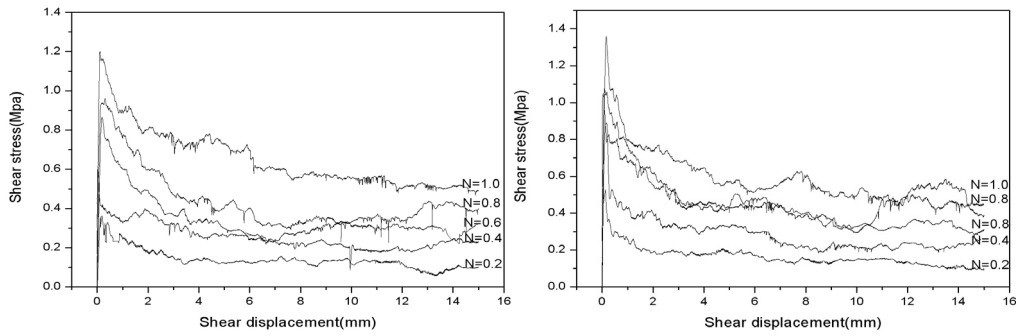 1.4
1.2
1.0
0.8
0.6
0.4
0.2
0.0
Shear stress(Mpa)
N=1.0
N=0.8
N=0.6
N=0.4
N=0.2
-2 0 2 4 6 8 10 12 14 16
Shear displacement(mm)
1.4
1.2
1.0
0.8
0.6
0.4
0.2
0.0
Shear stress(Mpa)
N=1.0
N=0.8
N=0.8
N=0.4
N=0.2
-2 0 2 4 6 8 10 12 14 16
Shear displacement(mm)